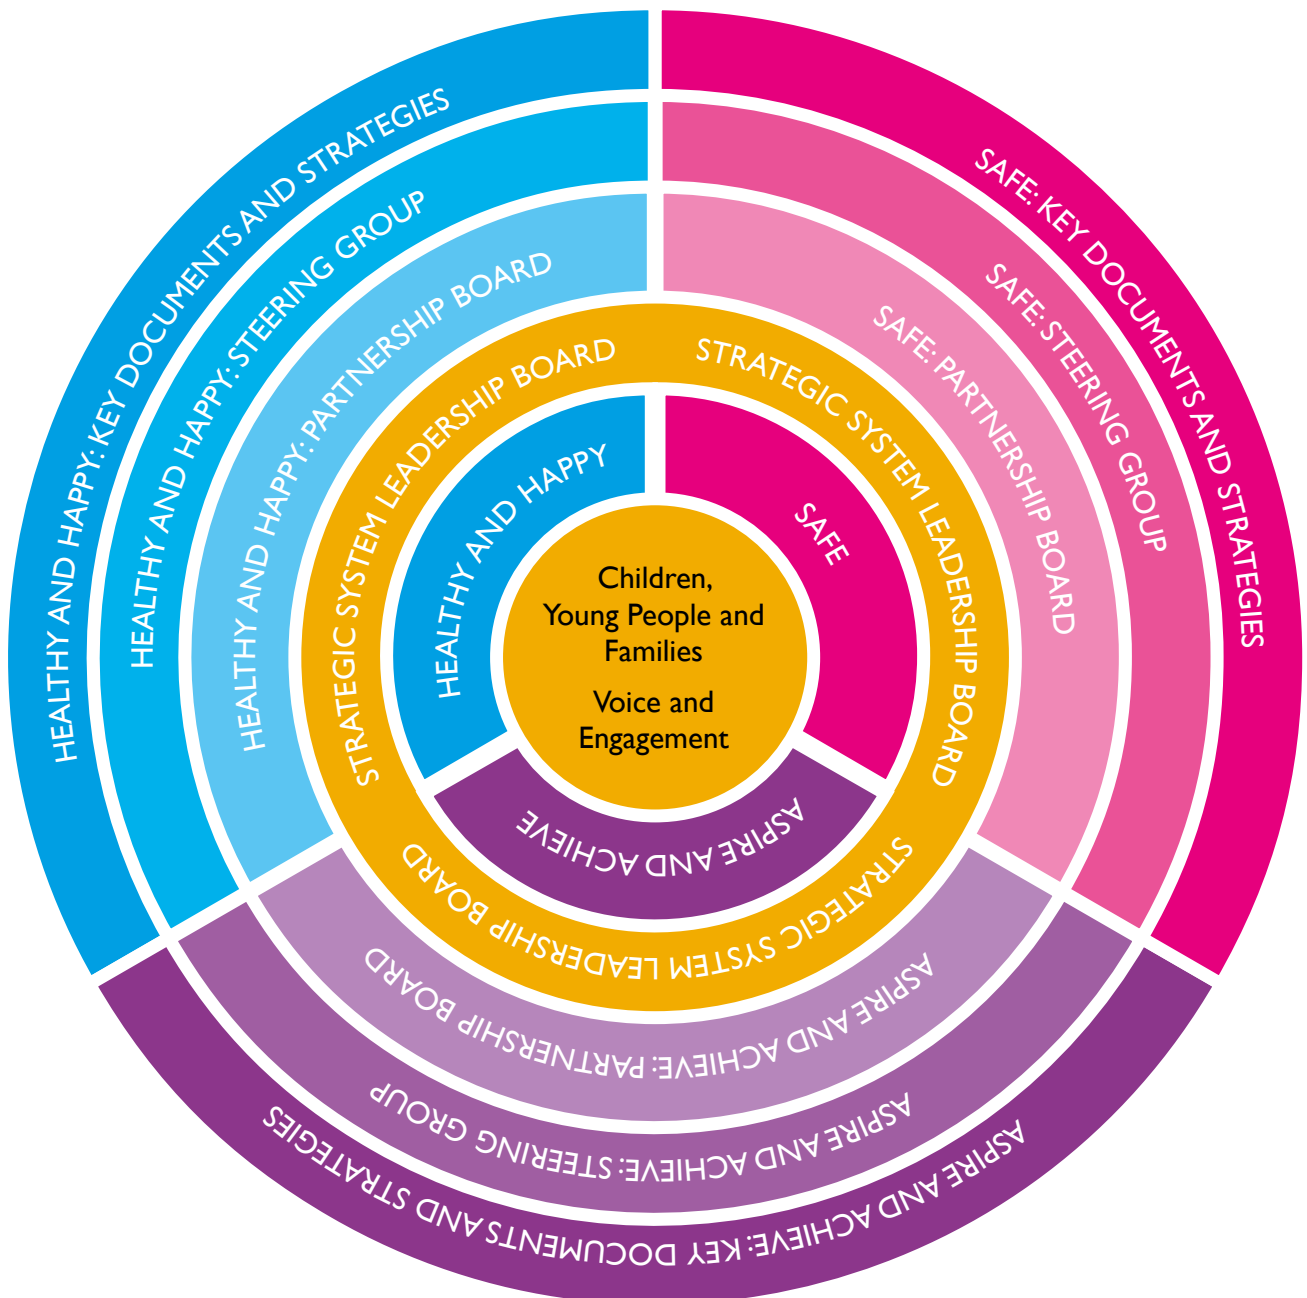 HEALTHY AND HAPPY: KEY DOCUMENTS AND STRATEGIES
SAFE: KEY DOCUMENTS AND STRATEGIES
ASPIRE AND ACHIEVE: KEY DOCUMENTS AND STRATEGIES
HEALTHY AND HAPPY: STEERING GROUP
SAFE: STEERING GROUP
ASPIRE AND ACHIEVE: STEERING GROUP
HEALTHY AND HAPPY: PARTNERSHIP BOARD
SAFE: PARTNERSHIP BOARD
ASPIRE AND ACHIEVE: PARTNERSHIP BOARD
STRATEGIC SYSTEM LEADERSHIP BOARD
STRATEGIC SYSTEM LEADERSHIP BOARD
STRATEGIC SYSTEM LEADERSHIP BOARD
HEALTHY AND HAPPY
SAFE
ASPIRE AND ACHIEVE
Children,
Young People and
Families
Voice and
Engagement